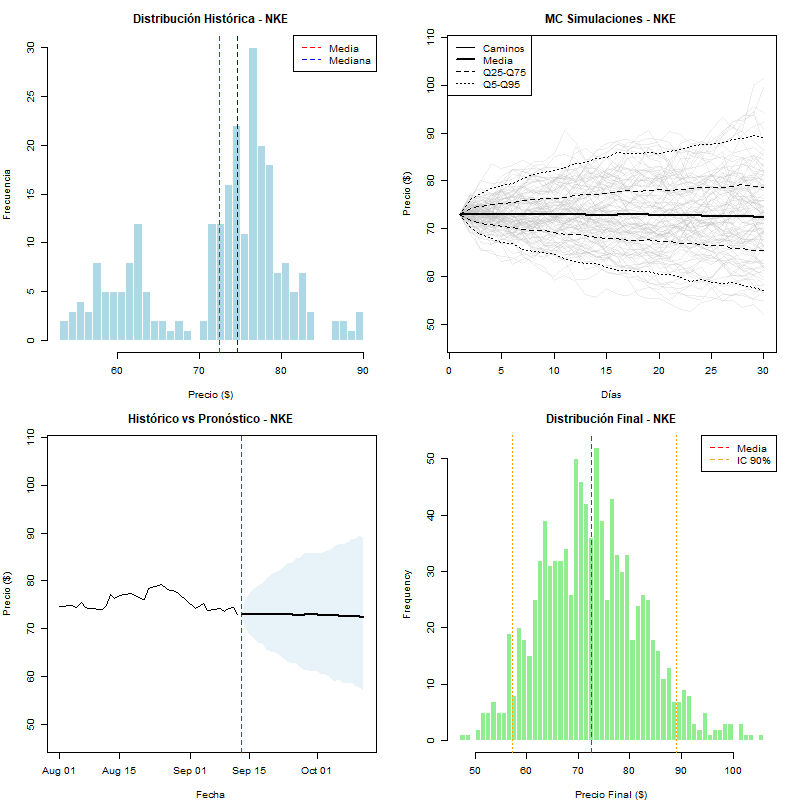 Distribución Histórica - NKE
Media
Mediana
Frecuencia
0
5
10
15
20
25
30
60
70
80
90
Precio ($)
MC Simulaciones - NKE
Caminos
Media
Q25-Q75
Q5-Q95
Precio ($)
50
60
70
80
90
100
110
0
5
10
15
20
25
30
Días
Histórico vs Pronóstico - NKE
Precio ($)
50
60
70
80
90
100
110
Aug 01
Aug 15
Sep 01
Sep 15
Oct 01
Fecha
Distribución Final - NKE
Media
IC 90%
Frequency
0
10
20
30
40
50
50
60
70
80
90
100
Precio Final ($)